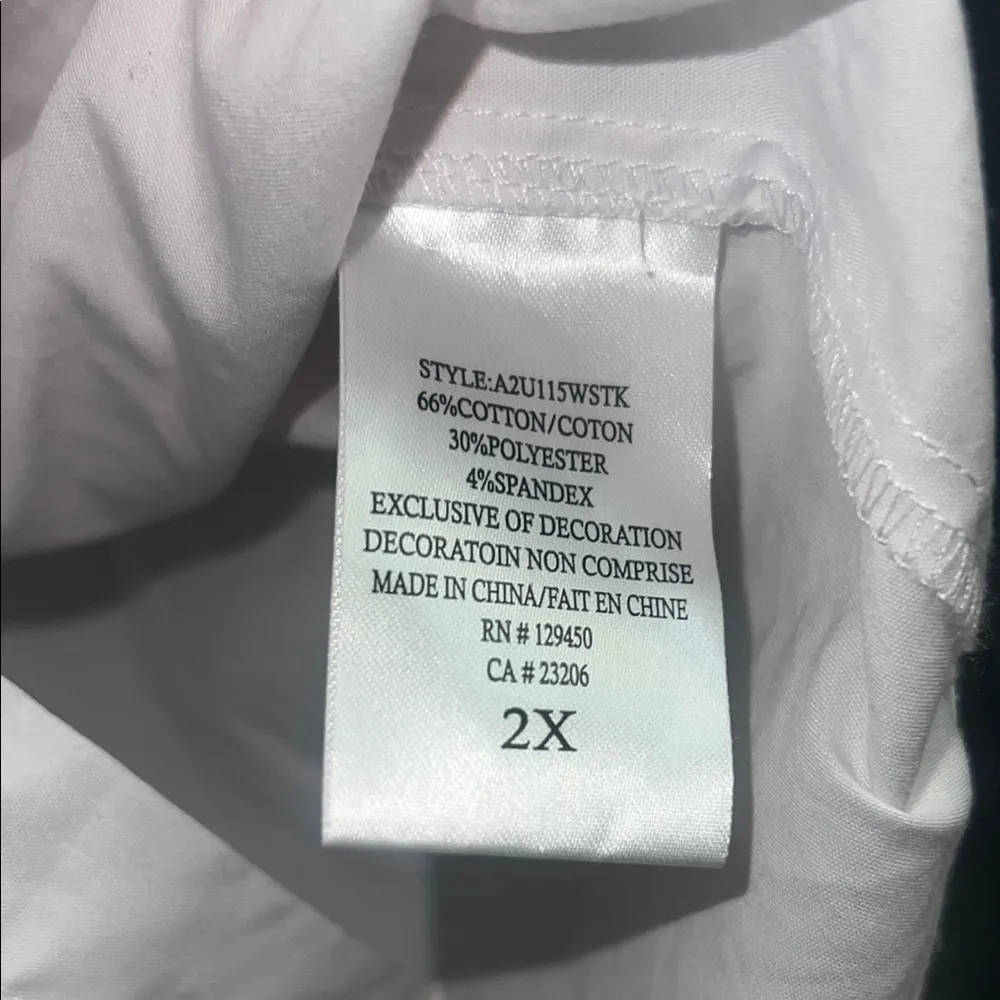 STYLE:A2U115WSTK
66%COTTON/COTON
30%POLYESTER
4%SPANDEX
EXCLUSIVE OF DECORATION
DECORATOIN NON COMPRISE
MADE IN CHINA/FAIT EN CHINE
RN # 129450
CA # 23206
2X